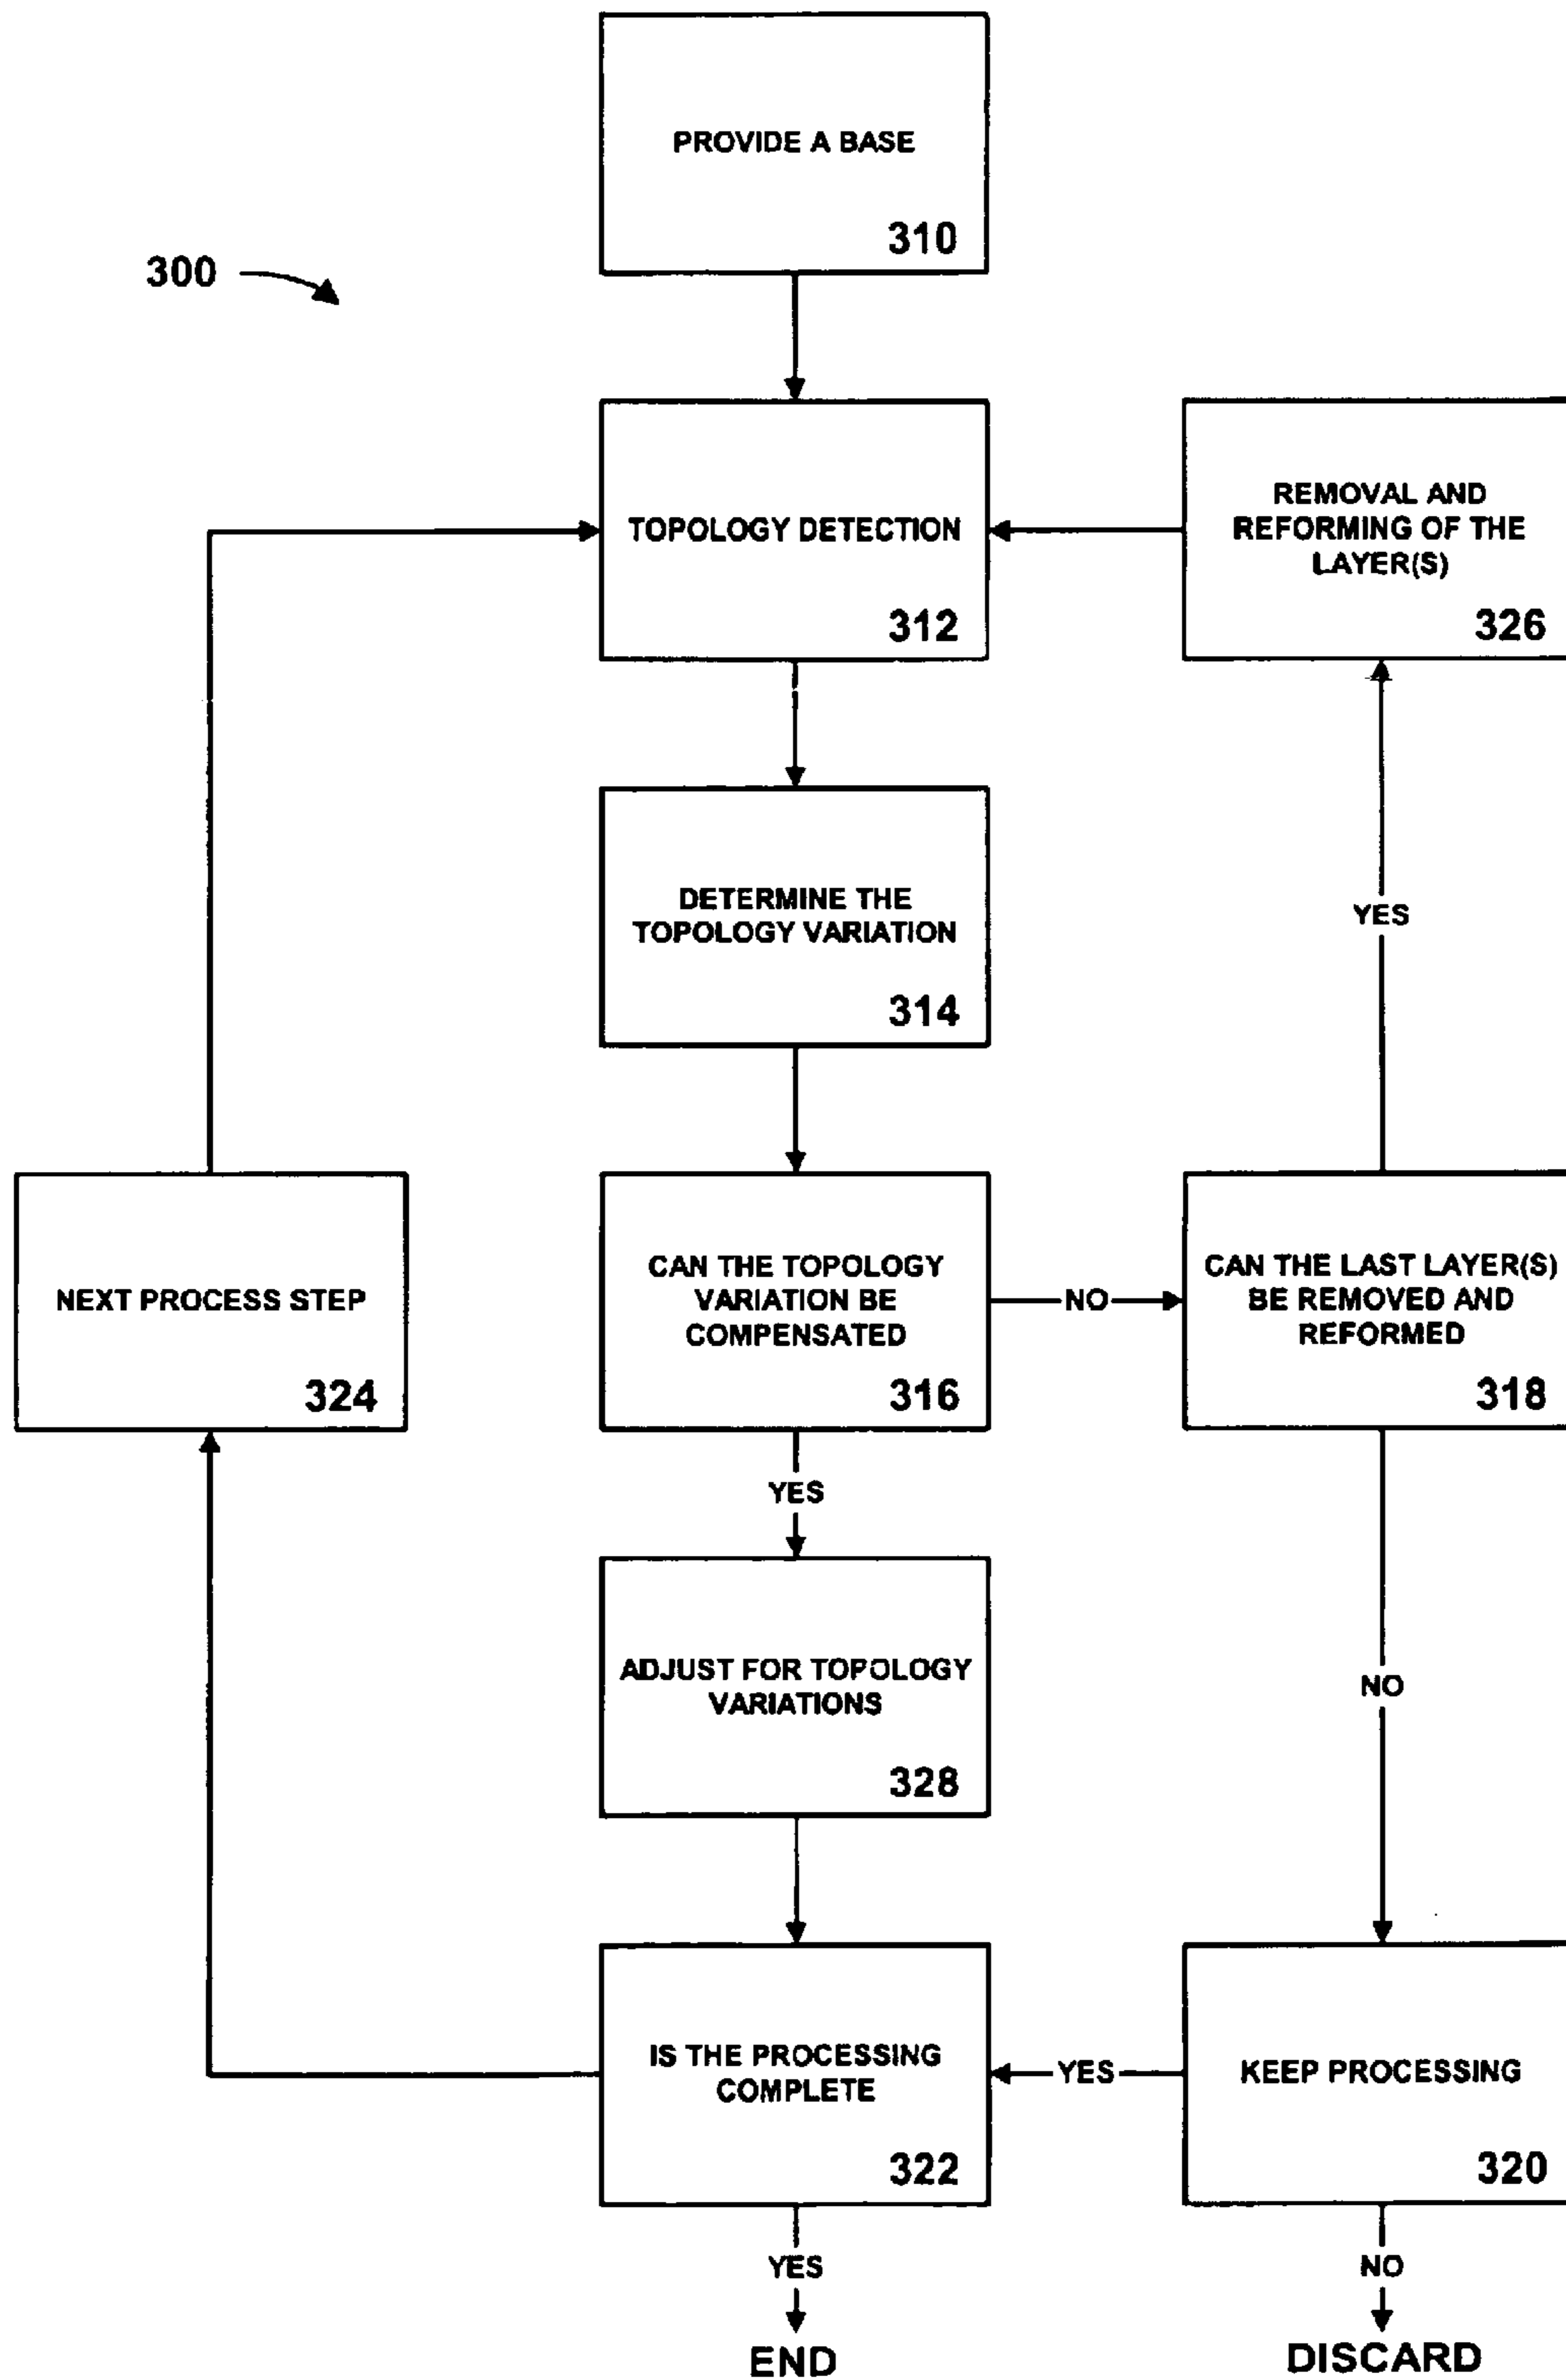 PROVIDE A BASE
310
300
TOPOLOGY DETECTION
312
REMOVAL AND
REFORMING OF THE
LAYER(S)
326
DETERMINE THE
TOPOLOGY VARIATION
314
YES
NEXT PROCESS STEP
324
CAN THE TOPOLOGY
VARIATION BE
COMPENSATED
316
NO
CAN THE LAST LAYER(S)
BE REMOVED AND
REFORMED
318
YES
ADJUST FOR TOPOLOGY
VARIATIONS
328
NO
IS THE PROCESSING
COMPLETE
322
YES
KEEP PROCESSING
320
YES
END
NO
DISCARD